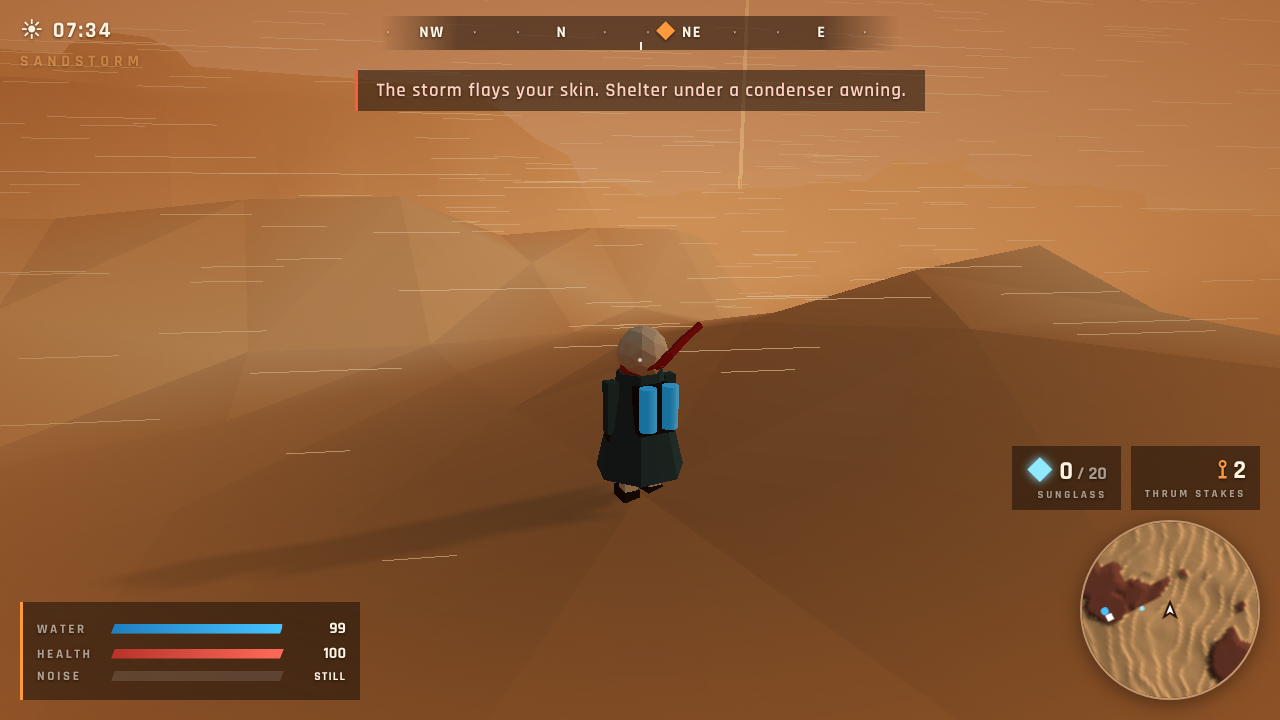 07:34
SANDSTORM
NW N NE E
The storm flays your skin. Shelter under a condenser awning.
0 / 20
SUNGLASS
2
THRUM STAKES
WATER 99
HEALTH 100
NOISE STILL